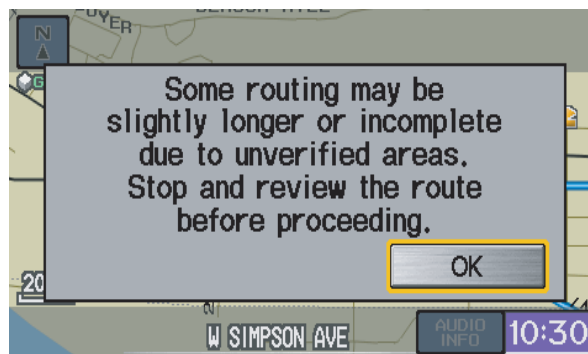 N
Some routing may be
slightly longer or incomplete
due to unverified areas.
Stop and review the route
before proceeding.
OK
20
W SIMPSON AVE
AUDIO
INFO
10:30